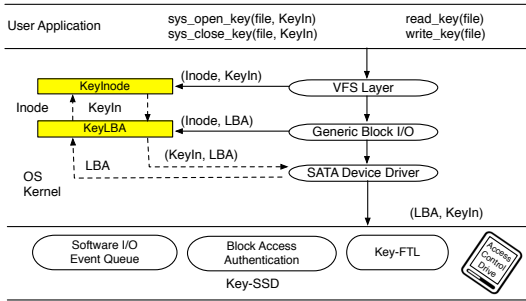 User Application
sys_open_key(file, KeyIn)
sys_close_key(file, KeyIn)
read_key(file)
write_key(file)
KeyInode
(Inode, KeyIn)
VFS Layer
Inode
KeyIn
KeyLBA
(Inode, LBA)
Generic Block I/O
(KeyIn, LBA)
LBA
SATA Device Driver
OS
Kernel
(LBA, KeyIn)
Software I/O
Event Queue
Block Access
Authentication
Key-FTL
Access
Control
Drive
Key-SSD